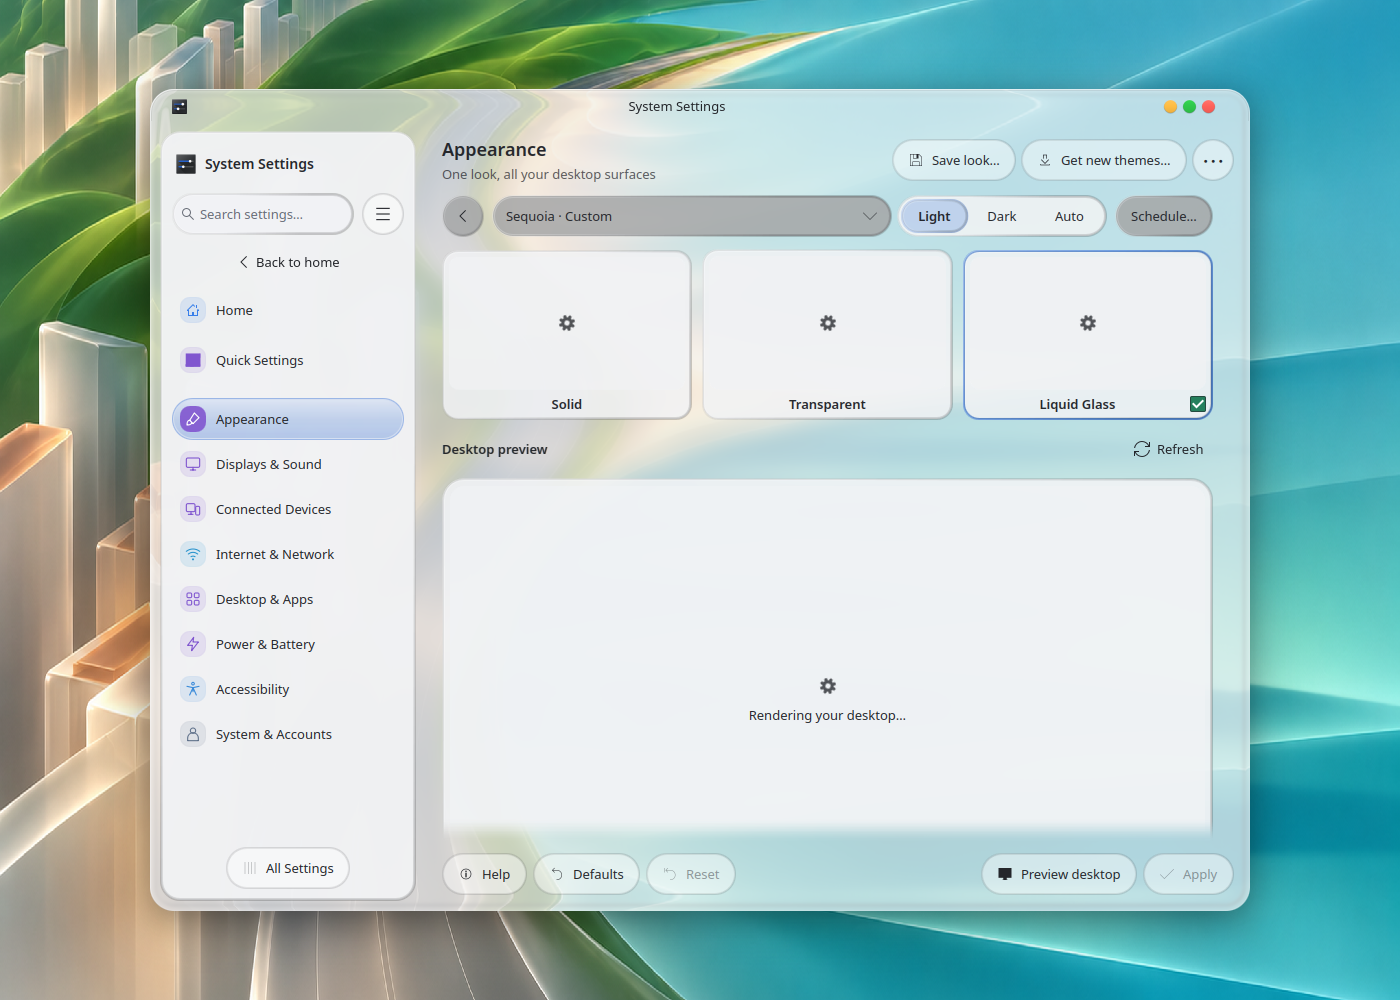 System Settings
System Settings
Search settings...
Back to home
Home
Quick Settings
Appearance
Displays & Sound
Connected Devices
Internet & Network
Desktop & Apps
Power & Battery
Accessibility
System & Accounts
All Settings
Appearance
One look, all your desktop surfaces
Save look...
Get new themes...
Sequoia · Custom
Light
Dark
Auto
Schedule...
Solid
Transparent
Liquid Glass
Desktop preview
Refresh
Rendering your desktop...
Help
Defaults
Reset
Preview desktop
Apply